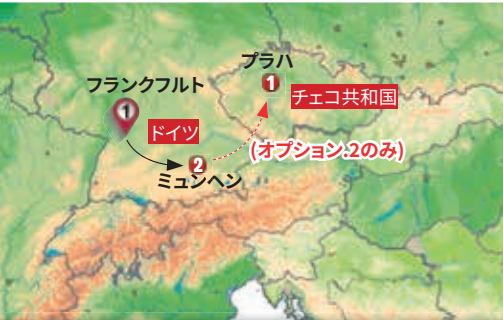 プラハ
1
フランクフルト
チェコ共和国
1
ドイツ
(オプション.2のみ)
2
ミュンヘン